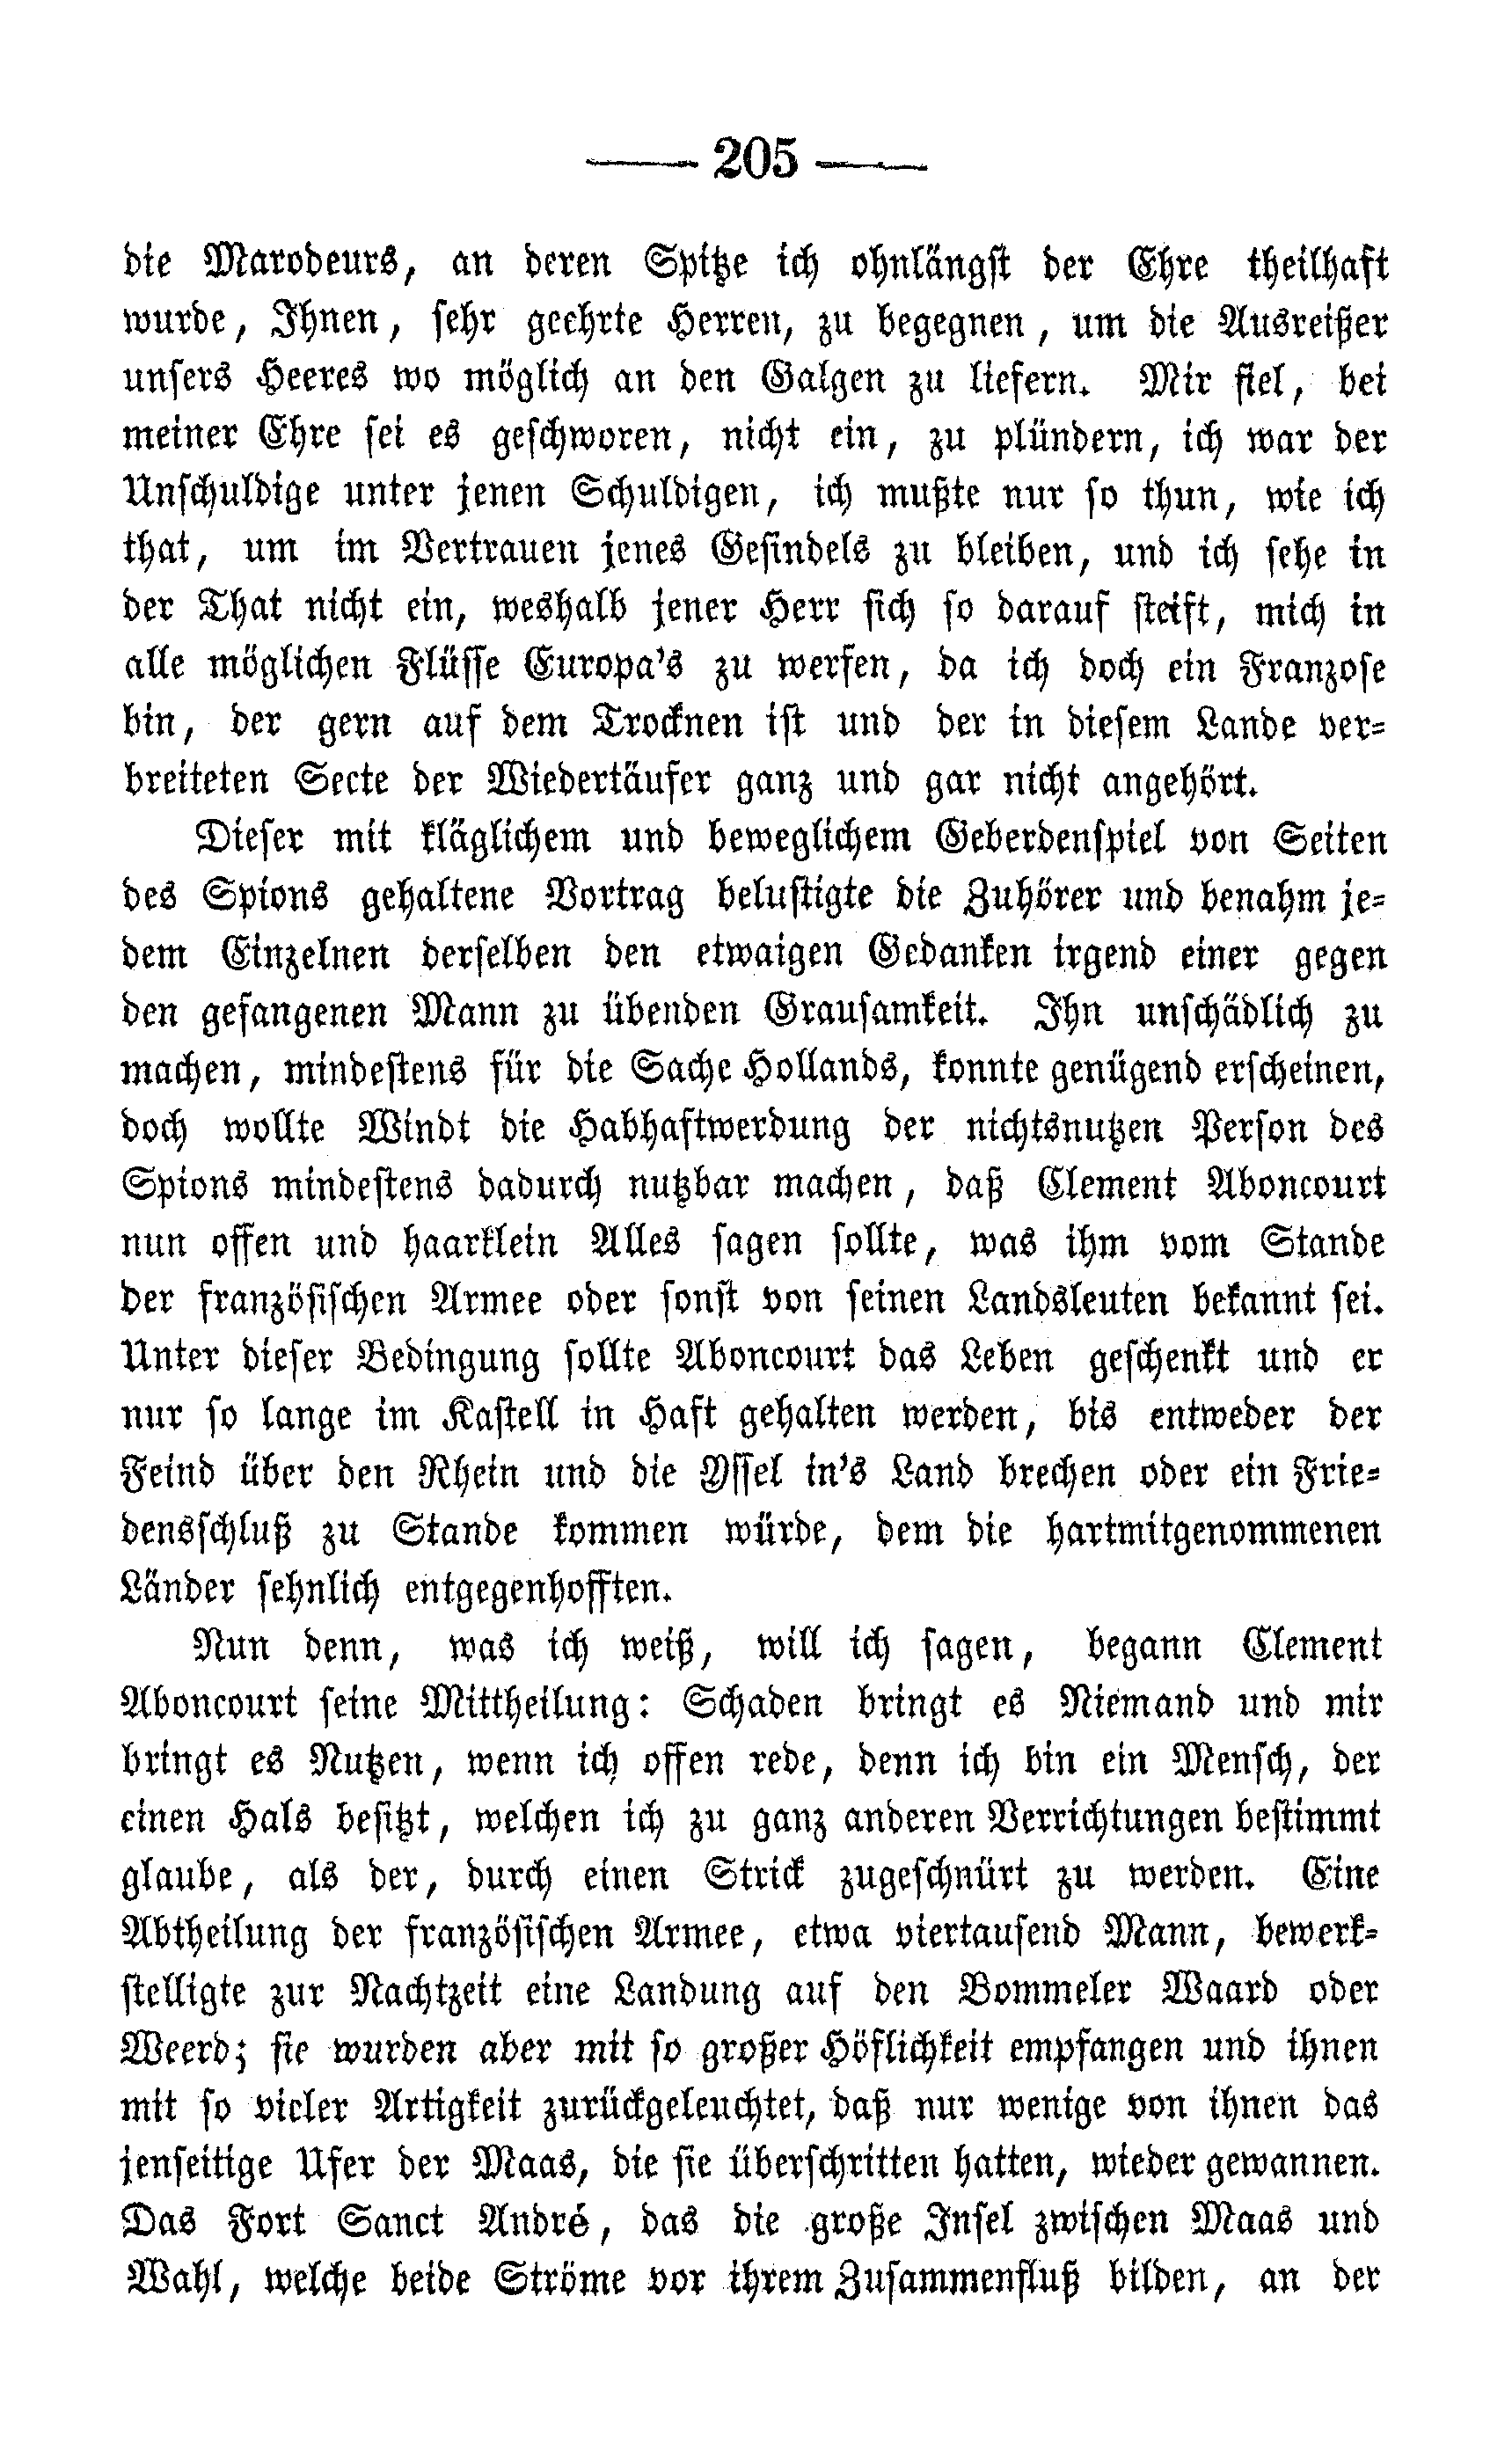 — 205 —
die Marodeurs, an deren Spitze ich ohnlängst der Ehre theilhaft
wurde, Ihnen, sehr geehrte Herren, zu begegnen, um die Ausreißer
unsers Heeres wo möglich an den Galgen zu liefern. Mir fiel, bei
meiner Ehre sei es geschworen, nicht ein, zu plündern, ich war der
Unschuldige unter jenen Schuldigen, ich mußte nur so thun, wie ich
that, um im Vertrauen jenes Gesindels zu bleiben, und ich sehe in
der That nicht ein, weshalb jener Herr sich so darauf steift, mich in
alle möglichen Flüsse Europa's zu werfen, da ich doch ein Franzose
bin, der gern auf dem Trocknen ist und der in diesem Lande ver-
breiteten Secte der Wiedertäufer ganz und gar nicht angehört.
Dieser mit kläglichem und beweglichem Geberdenspiel von Seiten
des Spions gehaltene Vortrag belustigte die Zuhörer und benahm je-
dem Einzelnen derselben den etwaigen Gedanken irgend einer gegen
den gefangenen Mann zu übenden Grausamkeit. Ihn unschädlich zu
machen, mindestens für die Sache Hollands, konnte genügend erscheinen,
doch wollte Windt die Habhaftwerdung der nichtsnutzen Person des
Spions mindestens dadurch nutzbar machen, daß Clement Aboncourt
nun offen und haarklein Alles sagen sollte, was ihm vom Stande
der französischen Armee oder sonst von seinen Landsleuten bekannt sei.
Unter dieser Bedingung sollte Aboncourt das Leben geschenkt und er
nur so lange im Kastell in Haft gehalten werden, bis entweder der
Feind über den Rhein und die Yssel in's Land brechen oder ein Frie-
densschluß zu Stande kommen würde, dem die hartmitgenommenen
Länder sehnlich entgegenhofften.
Nun denn, was ich weiß, will ich sagen, begann Clement
Aboncourt seine Mittheilung: Schaden bringt es Niemand und mir
bringt es Nutzen, wenn ich offen rede, denn ich bin ein Mensch, der
einen Hals besitzt, welchen ich zu ganz anderen Verrichtungen bestimmt
glaube, als der, durch einen Strick zugeschnürt zu werden. Eine
Abtheilung der französischen Armee, etwa viertausend Mann, bewerk-
stelligte zur Nachtzeit eine Landung auf den Bommeler Waard oder
Weerd; sie wurden aber mit so großer Höflichkeit empfangen und ihnen
mit so vieler Artigkeit zurückgeleuchtet, daß nur wenige von ihnen das
jenseitige Ufer der Maas, die sie überschritten hatten, wieder gewannen.
Das Fort Sanct André, das die große Insel zwischen Maas und
Wahl, welche beide Ströme vor ihrem Zusammenfluß bilden, an der